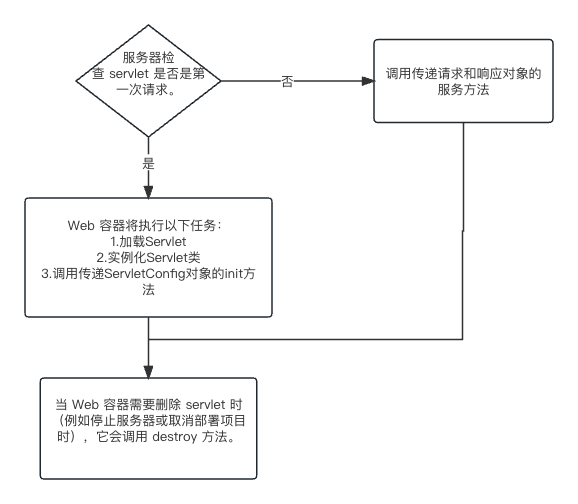 服务器检
查 servlet 是否是第
一次请求。
否
调用传递请求和响应对象的
服务方法
是
Web 容器将执行以下任务：
1.加载Servlet
2.实例化Servlet类
3.调用传递ServletConfig对象的init方
法
当 Web 容器需要删除 servlet 时
（例如停止服务器或取消部署项目
时），它会调用 destroy 方法。